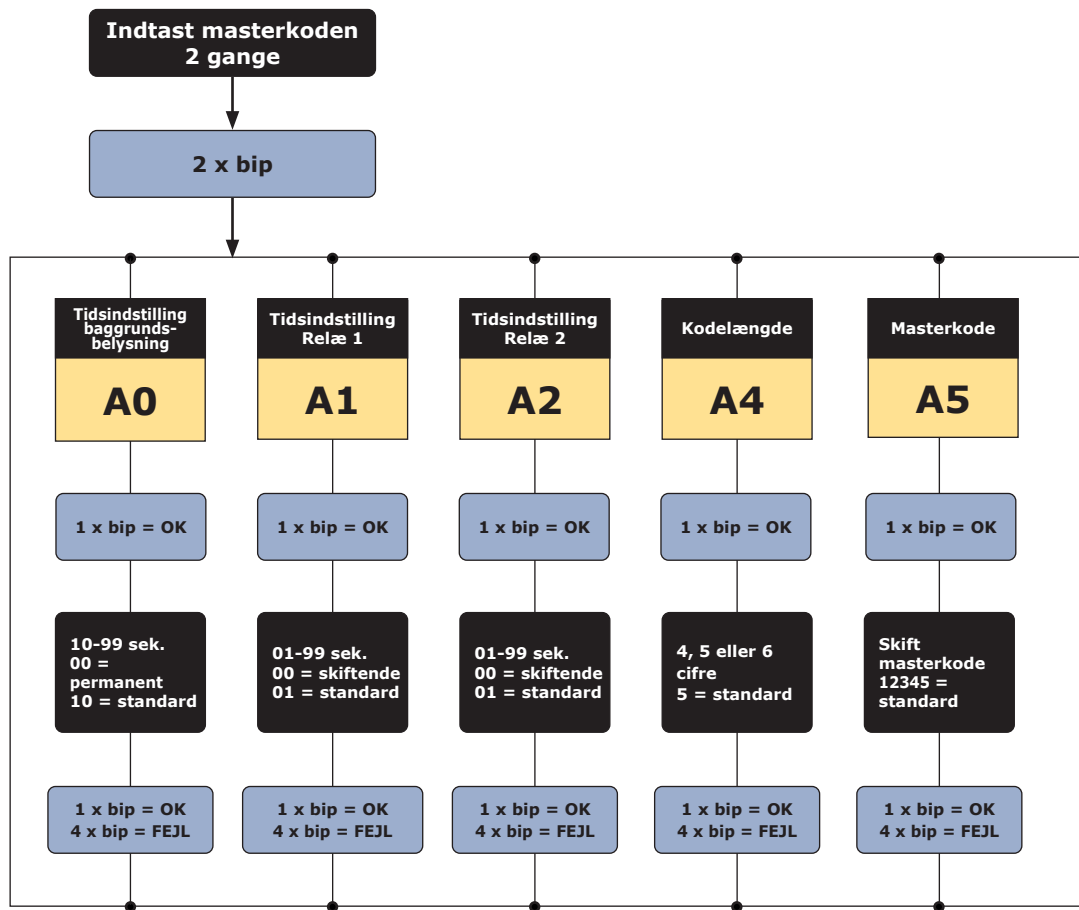 Indtast masterkoden
2 gange
2 x bip
Tidsindstilling
baggrunds-
belysning
A0
1 x bip = OK
10-99 sek.
00 =
permanent
10 = standard
1 x bip = OK
4 x bip = FEJL
Tidsindstilling
Relæ 1
A1
1 x bip = OK
01-99 sek.
00 = skiftende
01 = standard
1 x bip = OK
4 x bip = FEJL
Tidsindstilling
Relæ 2
A2
1 x bip = OK
01-99 sek.
00 = skiftende
01 = standard
1 x bip = OK
4 x bip = FEJL
Kodelængde
A4
1 x bip = OK
4, 5 eller 6
cifre
5 = standard
1 x bip = OK
4 x bip = FEJL
Masterkode
A5
1 x bip = OK
Skift
masterkode
12345 =
standard
1 x bip = OK
4 x bip = FEJL